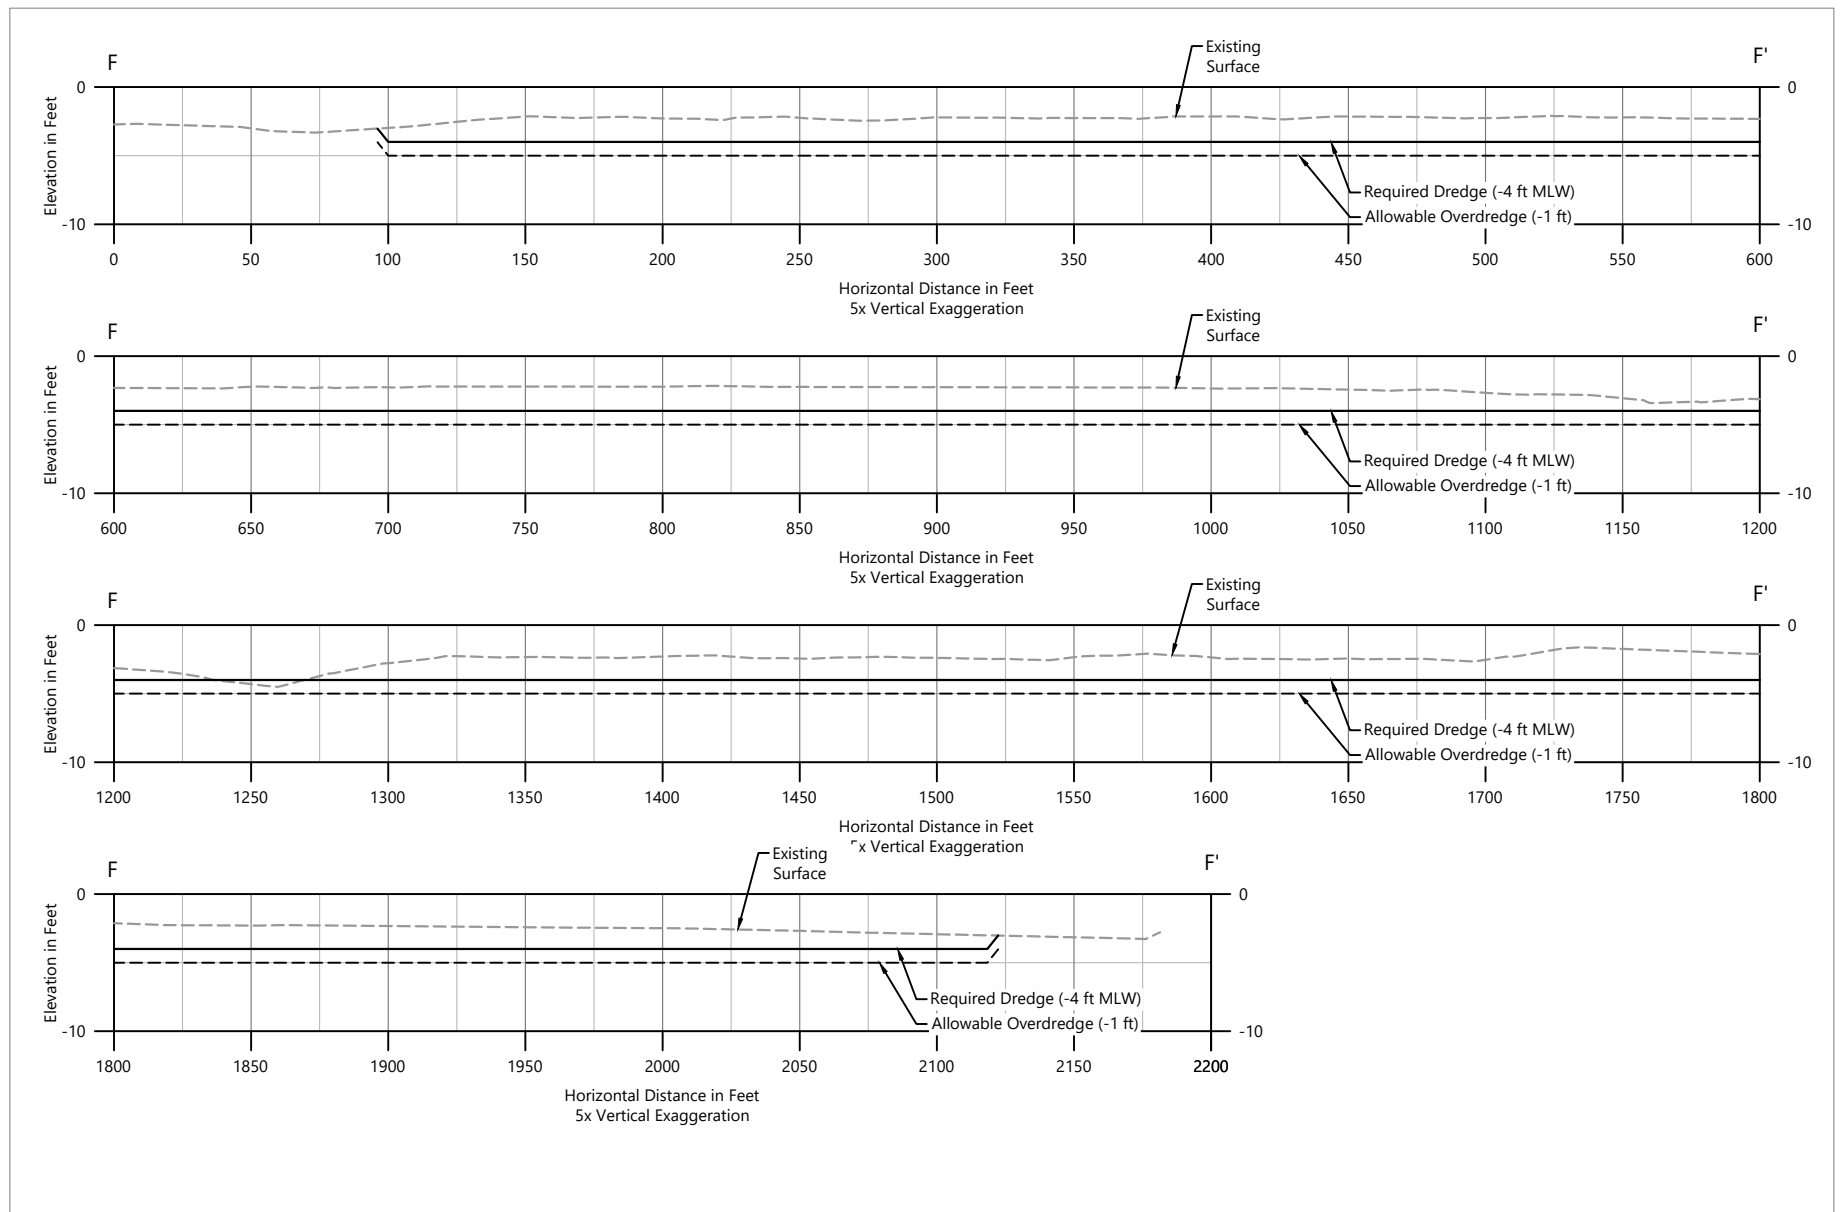 F
F'
Existing
Surface
0
0
Elevation in Feet
Required Dredge (-4 ft MLW)
Allowable Overdredge (-1 ft)
-10
-10
0 50 100 150 200 250 300 350 400 450 500 550 600
Horizontal Distance in Feet
5x Vertical Exaggeration
F
F'
Existing
Surface
0
0
Elevation in Feet
Required Dredge (-4 ft MLW)
Allowable Overdredge (-1 ft)
-10
-10
600 650 700 750 800 850 900 950 1000 1050 1100 1150 1200
Horizontal Distance in Feet
5x Vertical Exaggeration
F
F'
Existing
Surface
0
0
Elevation in Feet
Required Dredge (-4 ft MLW)
Allowable Overdredge (-1 ft)
-10
-10
1200 1250 1300 1350 1400 1450 1500 1550 1600 1650 1700 1750 1800
Horizontal Distance in Feet
x Vertical Exaggeration
F
F'
Existing
Surface
0
0
Elevation in Feet
Required Dredge (-4 ft MLW)
Allowable Overdredge (-1 ft)
-10
-10
1800 1850 1900 1950 2000 2050 2100 2150 2200
Horizontal Distance in Feet
5x Vertical Exaggeration